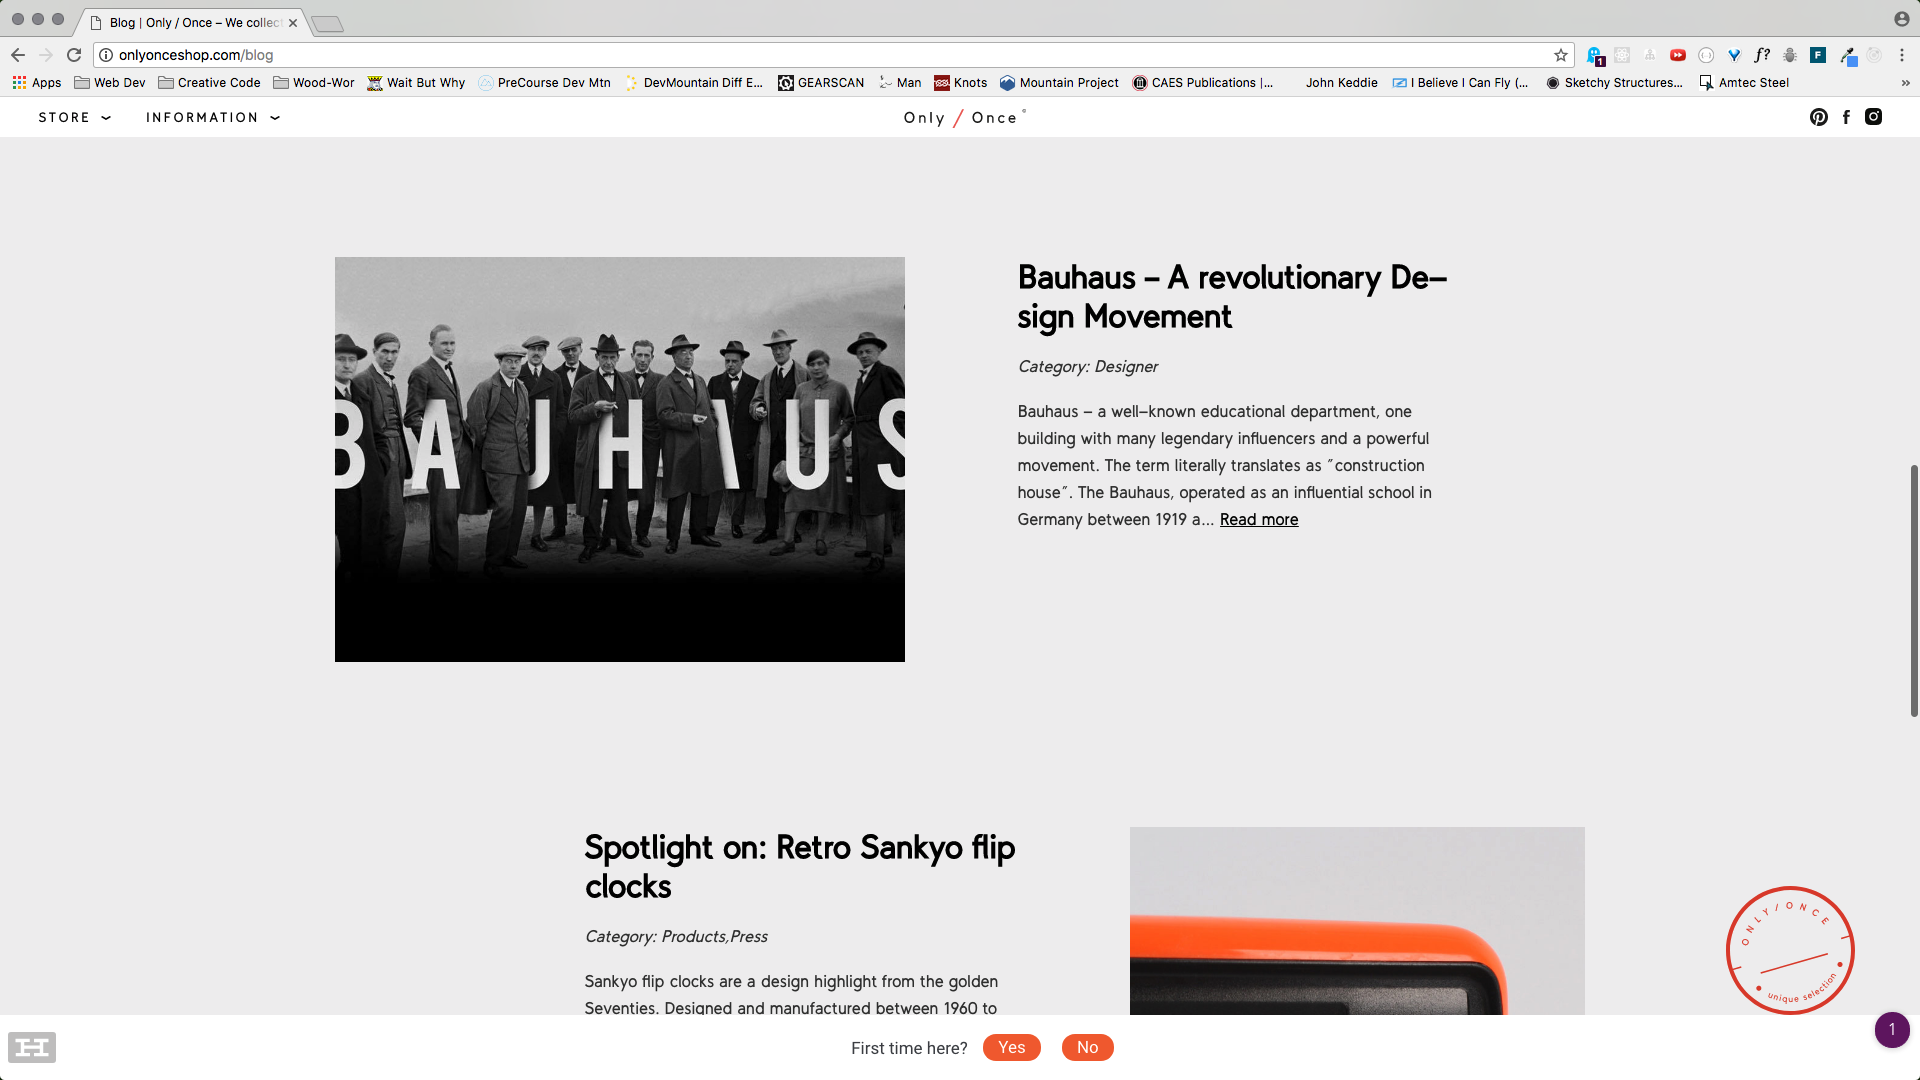 Blog | Only / Once – We collec
onlyonceshop.com/blog
1
f?
F
Apps
Web Dev
Creative Code
Wood-Wor
Wait But Why
PreCourse Dev Mtn
DevMountain Diff E...
GEARSCAN
Man
Knots
Mountain Project
CAES Publications |...
John Keddie
I Believe I Can Fly (...
Sketchy Structures...
Amtec Steel
»
STORE
INFORMATION
Only / Once
BAUHAUS
Bauhaus – A revolutionary De–
sign Movement
Category: Designer
Bauhaus – a well–known educational department, one
building with many legendary influencers and a powerful
movement. The term literally translates as ˝construction
house˝. The Bauhaus, operated as an influential school in
Germany between 1919 a... Read more
Spotlight on: Retro Sankyo flip
clocks
Category: Products,Press
Sankyo flip clocks are a design highlight from the golden
Seventies. Designed and manufactured between 1960 to
ONLY/ONCE
unique selection
First time here?
Yes
No
1